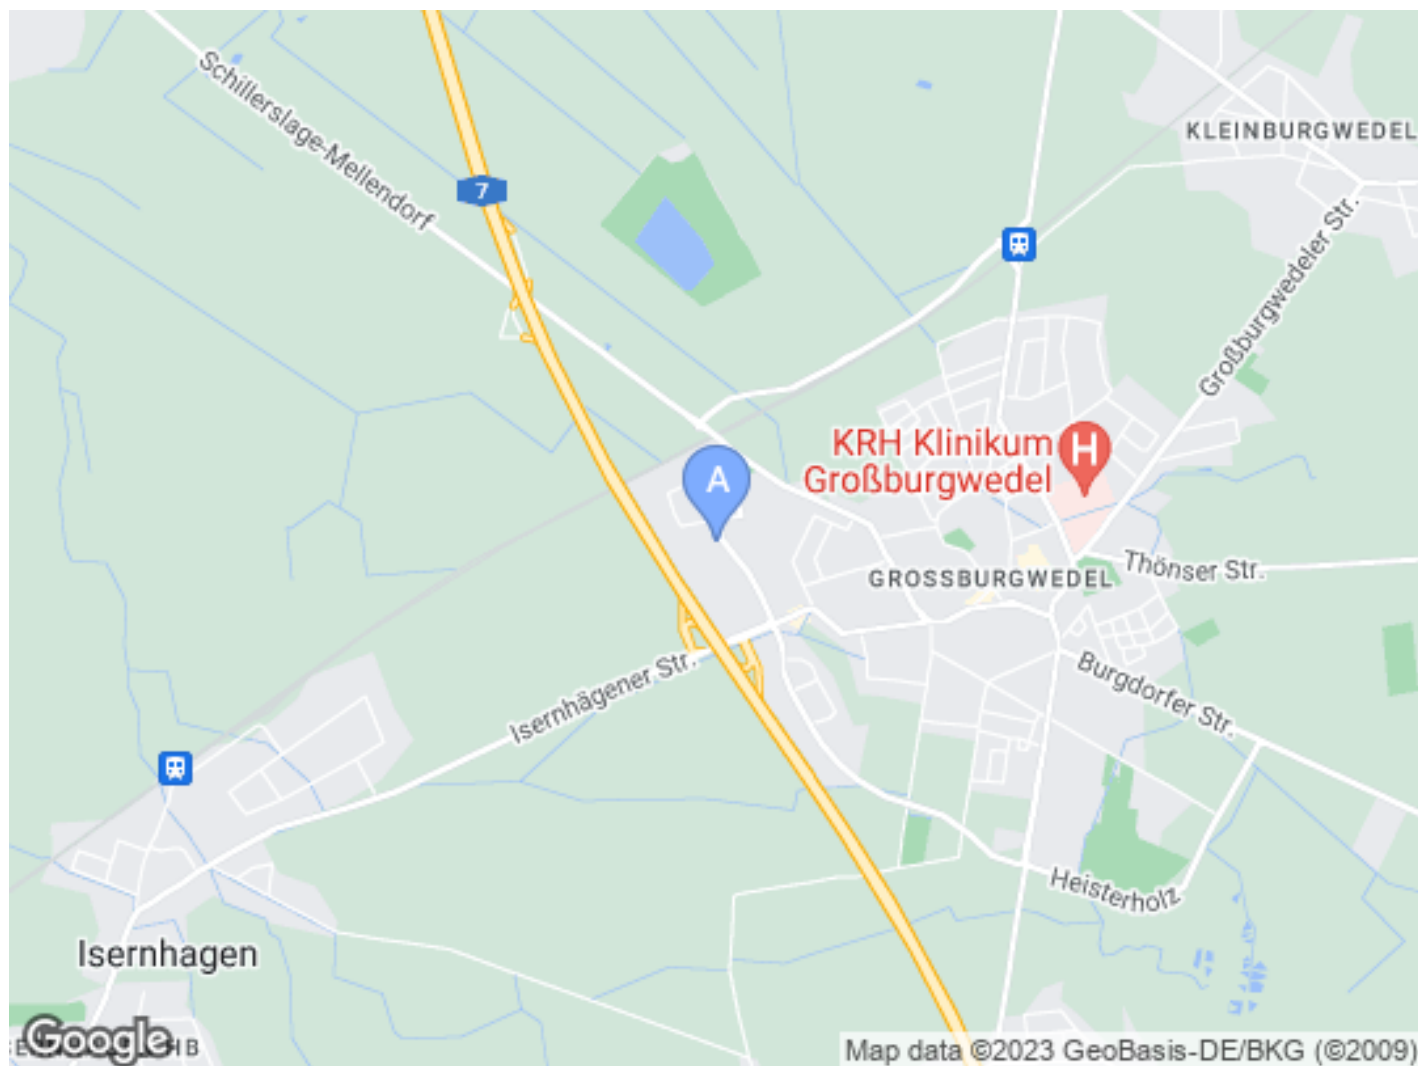 Schillerslage-Mellendorf
7
KLEINBURGWEDEL
Großburgwedeler Str.
KRH Klinikum
Großburgwedel
H
A
Thönser Str.
GROSSBURGWEDEL
Isernhägener Str.
Burgdorfer Str.
Heisterholz
Isernhagen
Google
HB
Map data ©2023 GeoBasis-DE/BKG (©2009)